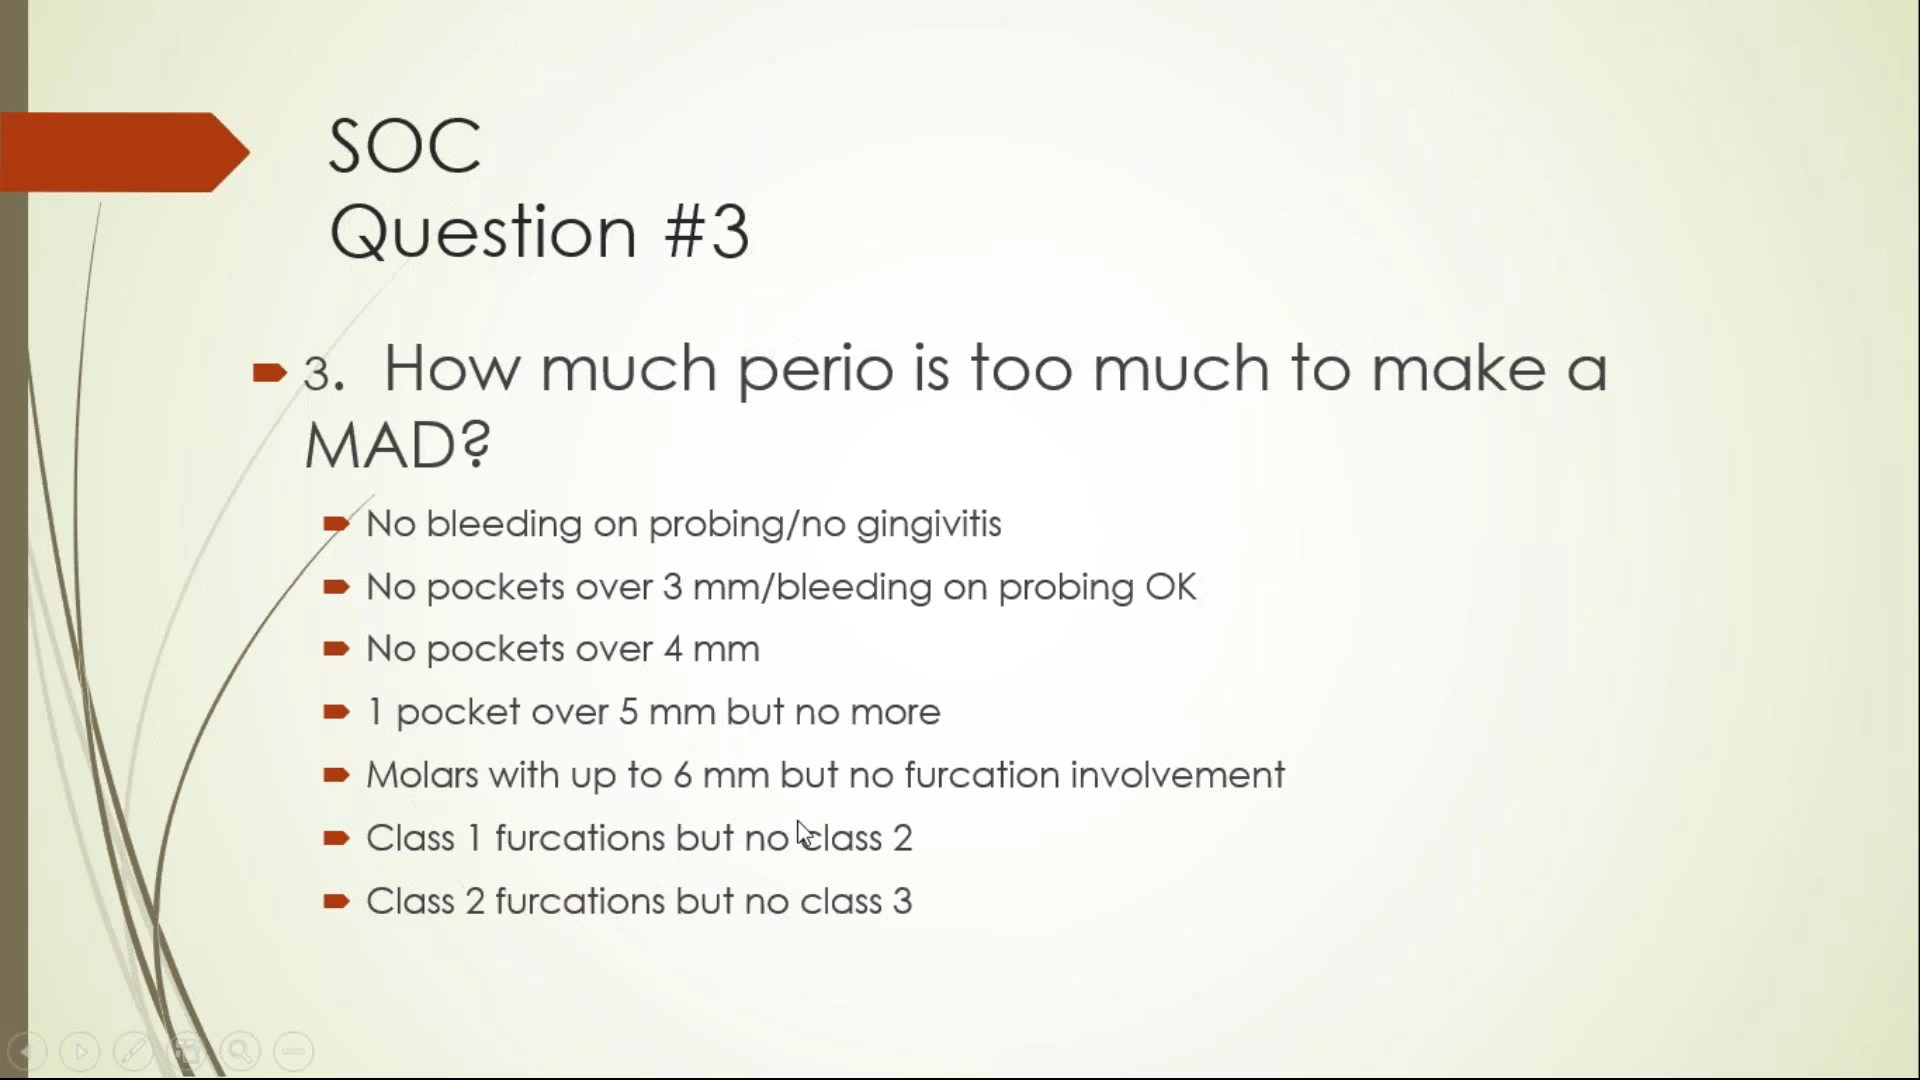 SOC
Question #3
3. How much perio is too much to make a
MAD?
No bleeding on probing/no gingivitis
No pockets over 3 mm/bleeding on probing OK
No pockets over 4 mm
1 pocket over 5 mm but no more
Molars with up to 6 mm but no furcation involvement
Class 1 furcations but no class 2
Class 2 furcations but no class 3